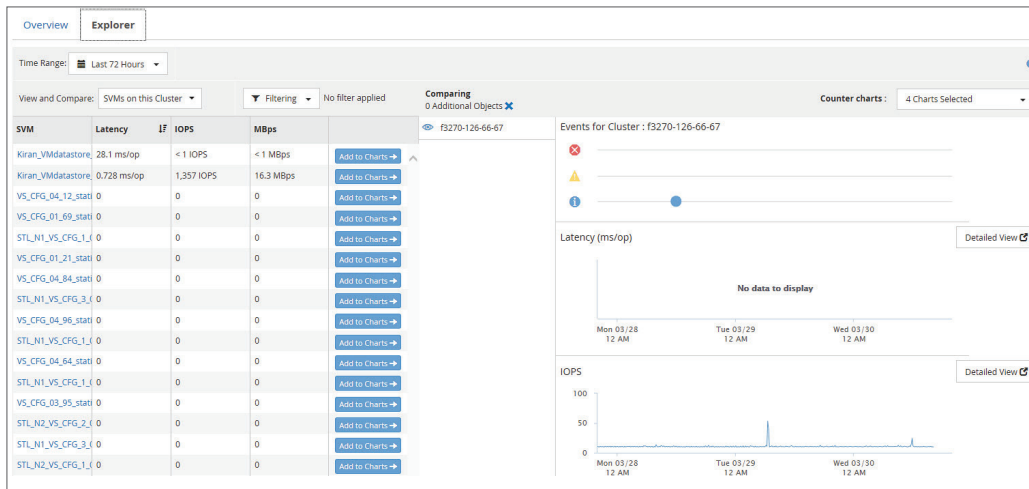 Overview Explorer
Time Range: Last 72 Hours
View and Compare: SVMs on this Cluster Filtering No filter applied
Comparing
0 Additional Objects
Counter charts : 4 Charts Selected
SVM Latency IOPS MBps
Kiran_VMdatastore_ 28.1 ms/op < 1 IOPS < 1 MBps Add to Charts
Kiran_VMdatastore_ 0.728 ms/op 1,357 IOPS 16.3 MBps Add to Charts
VS_CFG_04_12_stati 0 0 0 Add to Charts
VS_CFG_01_69_stati 0 0 0 Add to Charts
STL_N1_VS_CFG_1_0 0 0 0 Add to Charts
VS_CFG_01_21_stati 0 0 0 Add to Charts
VS_CFG_04_84_stati 0 0 0 Add to Charts
STL_N1_VS_CFG_3_0 0 0 0 Add to Charts
VS_CFG_04_96_stati 0 0 0 Add to Charts
STL_N1_VS_CFG_1_0 0 0 0 Add to Charts
VS_CFG_04_64_stati 0 0 0 Add to Charts
STL_N1_VS_CFG_1_0 0 0 0 Add to Charts
VS_CFG_03_95_stati 0 0 0 Add to Charts
STL_N2_VS_CFG_2_0 0 0 0 Add to Charts
STL_N1_VS_CFG_3_0 0 0 0 Add to Charts
STL_N2_VS_CFG_1_0 0 0 0 Add to Charts
f3270-126-66-67
Events for Cluster : f3270-126-66-67
Latency (ms/op) Detailed View
No data to display
Mon 03/28 Tue 03/29 Wed 03/30
12 AM 12 AM 12 AM
IOPS Detailed View
100
50
0
Mon 03/28 Tue 03/29 Wed 03/30
12 AM 12 AM 12 AM